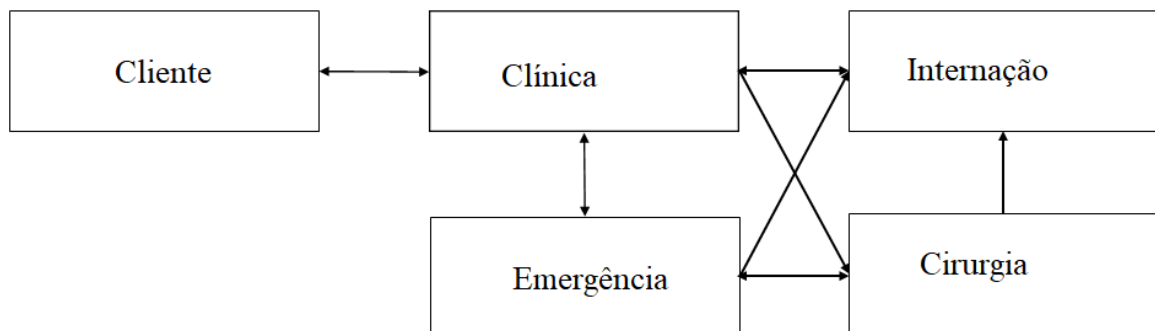 Cliente
Clínica
Internação
Emergência
Cirurgia